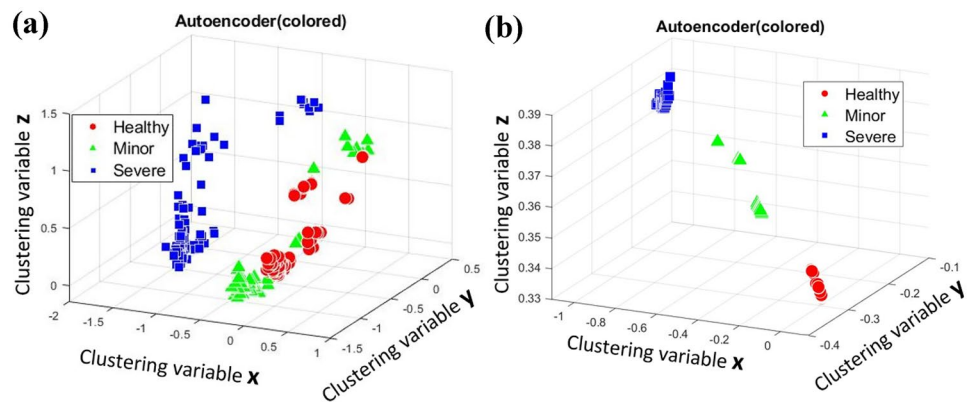 (a)
Autoencoder(colored)
Clustering variable z
1.5
1
0.5
0
Healthy
Minor
Severe
-2
-1.5
-1
-0.5
0
0.5
1
Clustering variable x
-1.5
-1
-0.5
0
0.5
Clustering variable y
(b)
Autoencoder(colored)
Clustering variable z
0.39
0.38
0.37
0.36
0.35
0.34
0.33
Healthy
Minor
Severe
-1
-0.8
-0.6
-0.4
-0.2
0
Clustering variable x
-0.4
-0.3
-0.2
-0.1
Clustering variable y